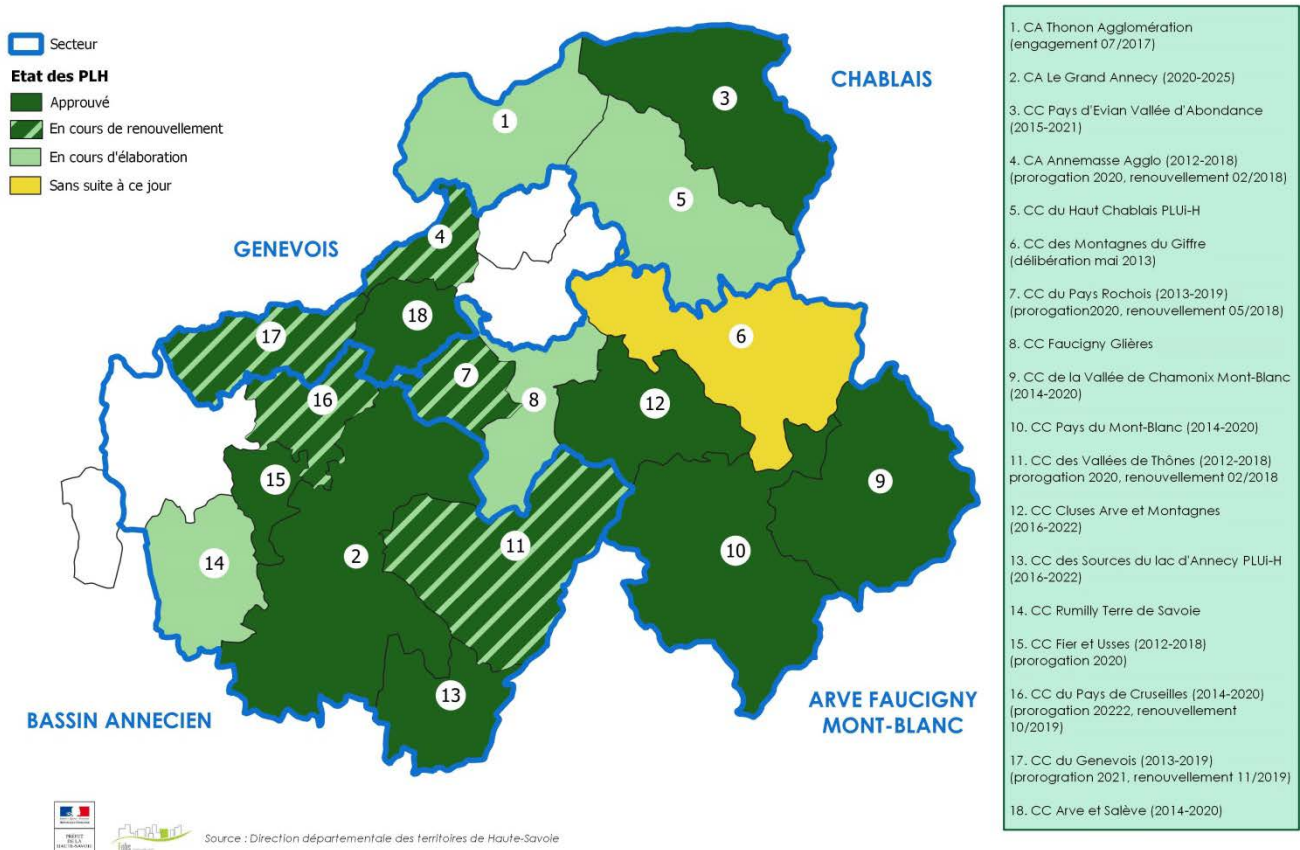 Secteur
Etat des PLH
Approuvé
En cours de renouvellement
En cours d'élaboration
Sans suite à ce jour
CHABLAIS
GENEVOIS
BASSIN ANNECIEN
ARVE FAUCIGNY
MONT-BLANC
1
3
5
4
18
17
6
7
16
8
12
15
9
11
10
2
14
13
1. CA Thonon Agglomération
(engagement 07/2017)
2. CA Le Grand Annecy (2020-2025)
3. CC Pays d'Evian Vallée d'Abondance
(2015-2021)
4. CA Annemasse Agglo (2012-2018)
(prorogation 2020, renouvellement 02/2018)
5. CC du Haut Chablais PLUi-H
6. CC des Montagnes du Giffre
(délibération mai 2013)
7. CC du Pays Rochois (2013-2019)
(prorogation2020, renouvellement 05/2018)
8. CC Faucigny Glières
9. CC de la Vallée de Chamonix Mont-Blanc
(2014-2020)
10. CC Pays du Mont-Blanc (2014-2020)
11. CC des Vallées de Thônes (2012-2018)
prorogation 2020, renouvellement 02/2018
12. CC Cluses Arve et Montagnes
(2016-2022)
13. CC des Sources du lac d'Annecy PLUi-H
(2016-2022)
14. CC Rumilly Terre de Savoie
15. CC Fier et Usses (2012-2018)
(prorogation 2020)
16. CC du Pays de Cruseilles (2014-2020)
(prorogation 20222, renouvellement
10/2019)
17. CC du Genevois (2013-2019)
(prorogration 2021, renouvellement 11/2019)
18. CC Arve et Salève (2014-2020)
PRÉFET
DE LA
HAUTE-SAVOIE
Source : Direction départementale des territoires de Haute-Savoie